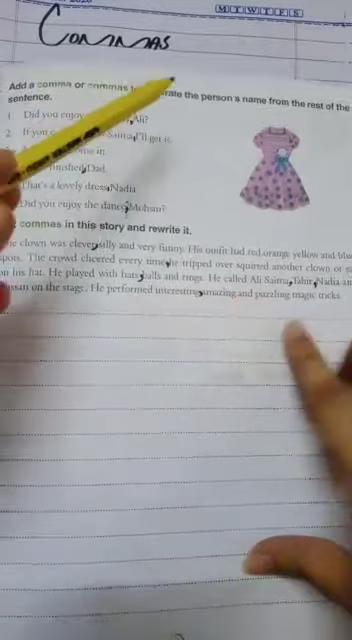 2020
M T W T F S
COMMAS
Add a comma or commas to separate the person's name from the rest of the
sentence.
1 Did you enjoy Ali?
2 If you Saima, I'll get it.
me in.
finished, Dad.
That's a lovely dress, Nadia
Did you enjoy the dance, Mohsin?
commas in this story and rewrite it.
clown was clever, silly and very funny. His outfit had red orange yellow and blue
spots. The crowd cheered every time, he tripped over squirted another clown or
on his hat. He played with hats, balls and rings. He called Ali Saima, Tahir, Nadia an
Hassan on the stage. He performed interesting, amazing and puzzling magic tricks